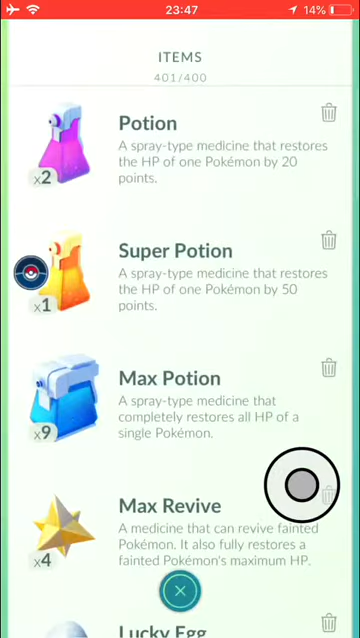 23:47
14%
ITEMS
401/400
Potion
A spray-type medicine that restores
the HP of one Pokémon by 20
points.
x2
Super Potion
A spray-type medicine that restores
the HP of one Pokémon by 50
points.
x1
Max Potion
A spray-type medicine that
completely restores all HP of a
single Pokémon.
x9
Max Revive
A medicine that can revive fainted
Pokémon. It also fully restores a
fainted Pokémon's maximum HP.
x4
Lucky Egg